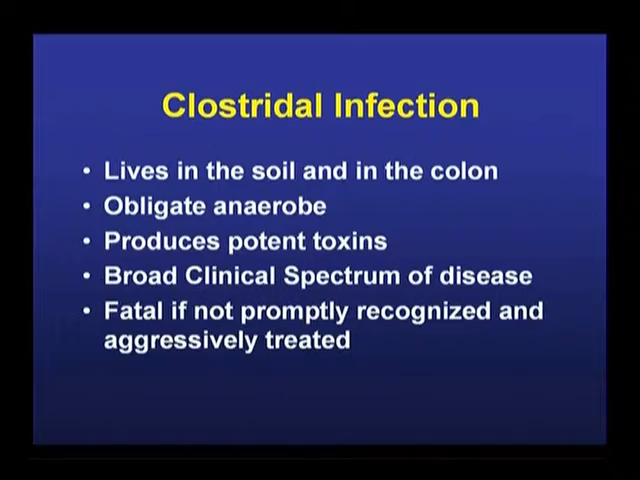 Clostridal Infection
• Lives in the soil and in the colon
• Obligate anaerobe
• Produces potent toxins
• Broad Clinical Spectrum of disease
• Fatal if not promptly recognized and
aggressively treated